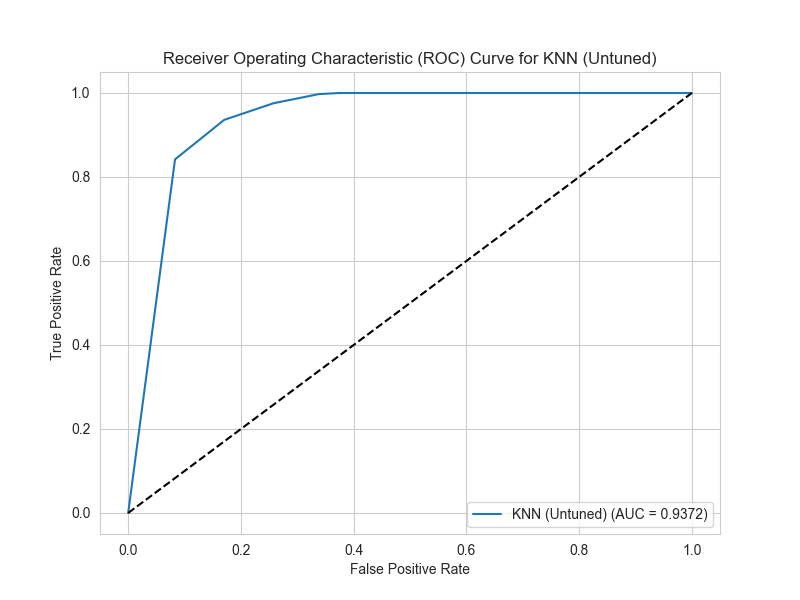 Receiver Operating Characteristic (ROC) Curve for KNN (Untuned)
True Positive Rate
1.0
0.8
0.6
0.4
0.2
0.0
KNN (Untuned) (AUC = 0.9372)
0.0 0.2 0.4 0.6 0.8 1.0
False Positive Rate